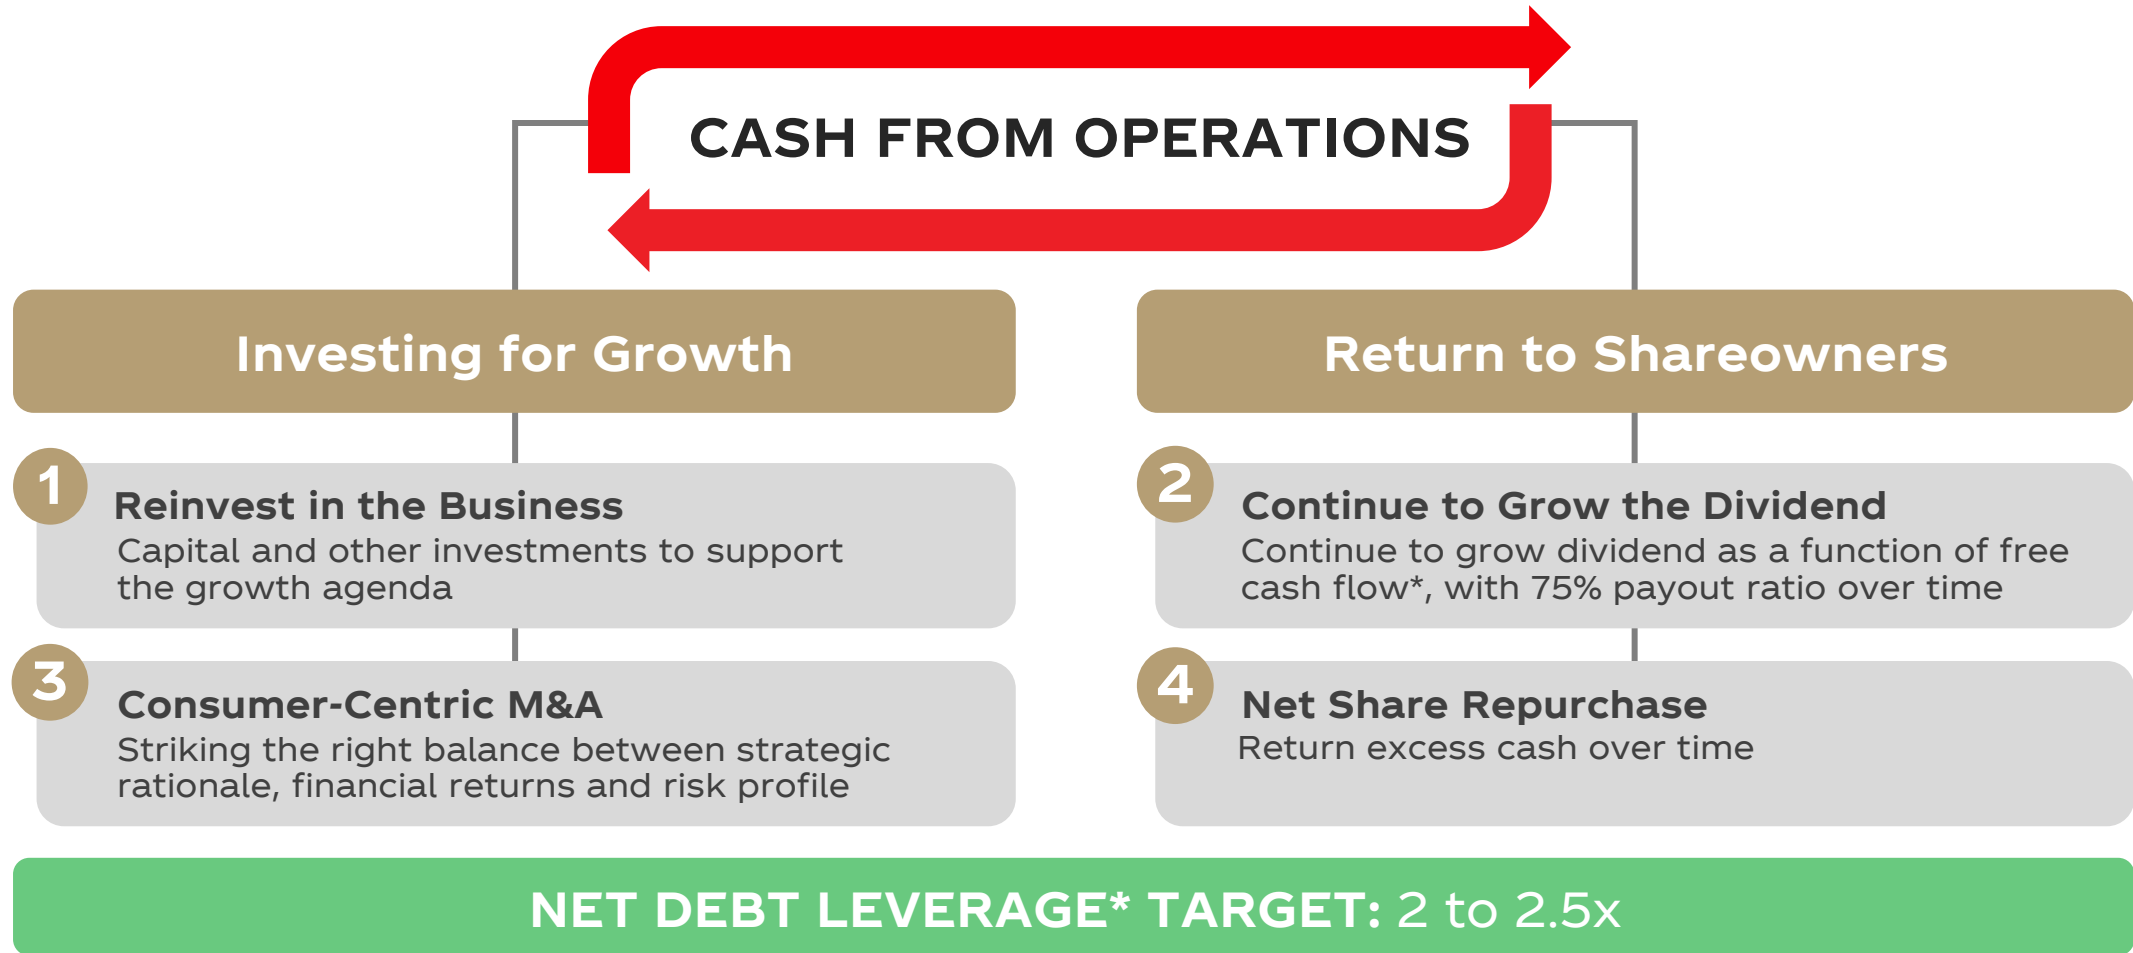 CASH FROM OPERATIONS
Investing for Growth
Return to Shareowners
1
Reinvest in the Business
Capital and other investments to support
the growth agenda
2
Continue to Grow the Dividend
Continue to grow dividend as a function of free
cash flow*, with 75% payout ratio over time
3
Consumer-Centric M&A
Striking the right balance between strategic
rationale, financial returns and risk profile
4
Net Share Repurchase
Return excess cash over time
NET DEBT LEVERAGE* TARGET: 2 to 2.5x